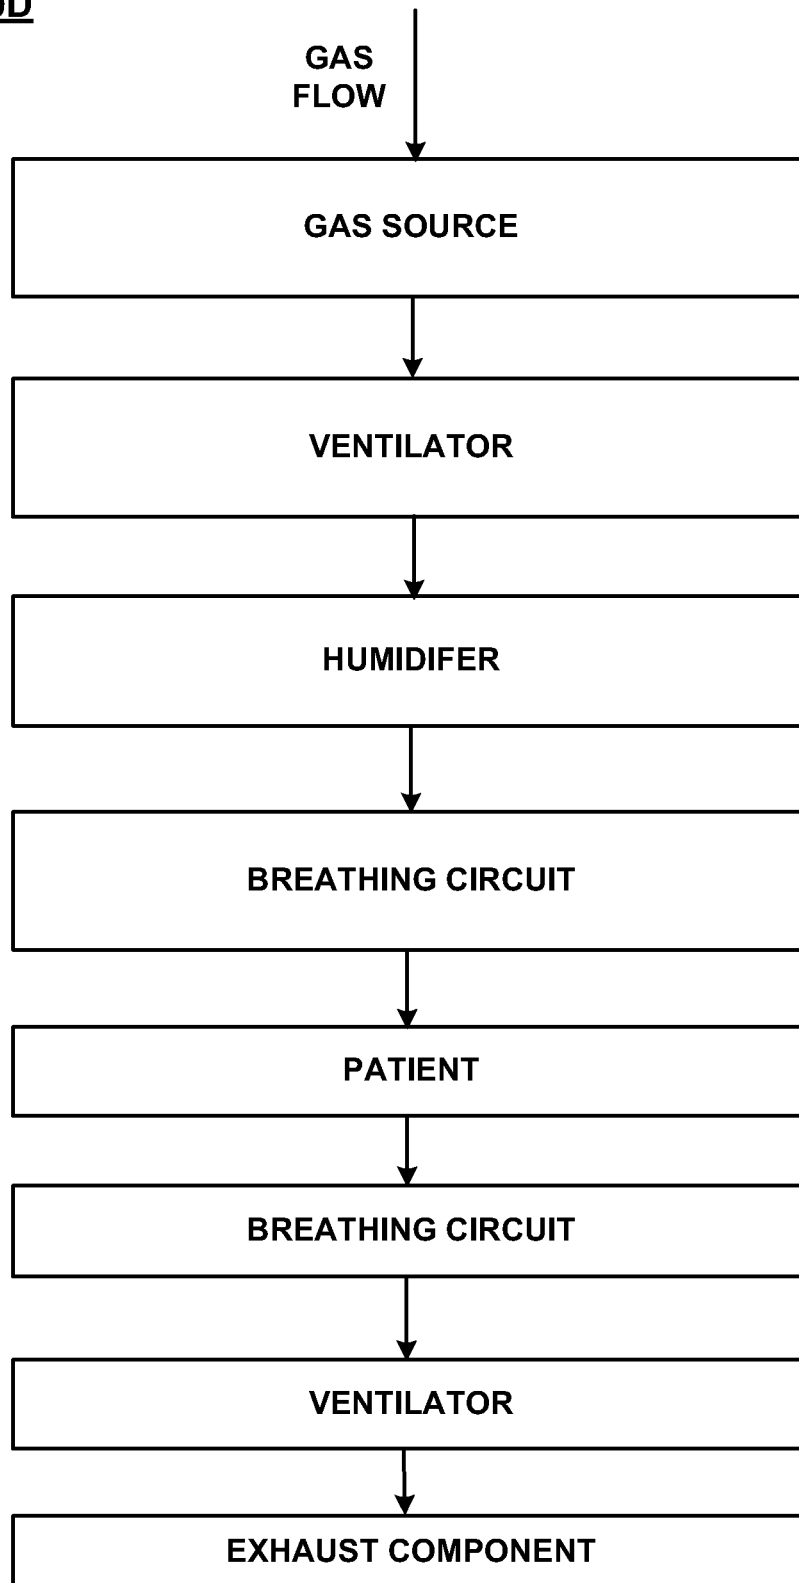 GAS
FLOW
GAS SOURCE
VENTILATOR
HUMIDIFER
BREATHING CIRCUIT
PATIENT
BREATHING CIRCUIT
VENTILATOR
EXHAUST COMPONENT